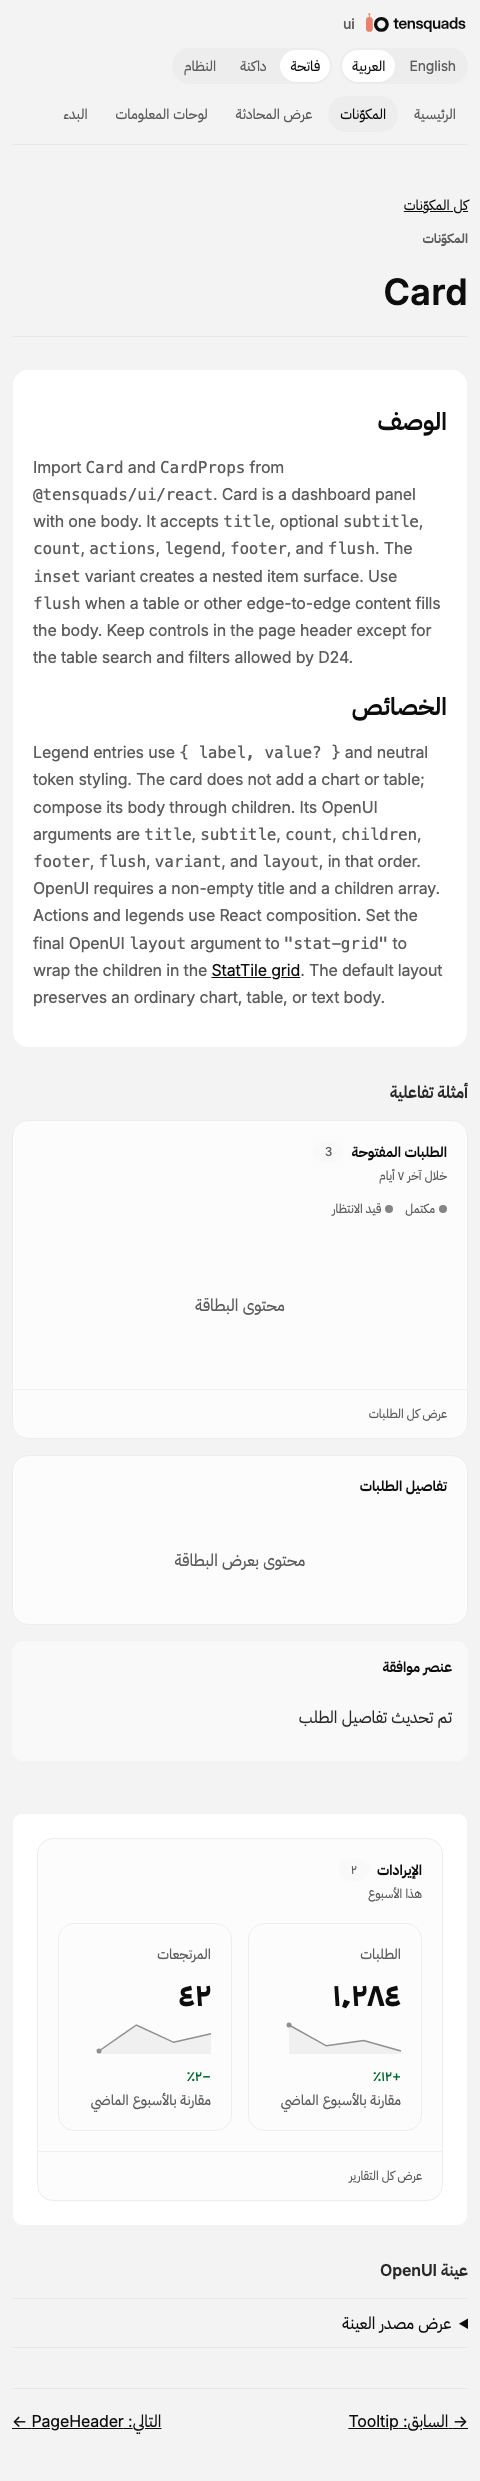 tensquads ui
English العربية فاتحة داكنة النظام
الرئيسية المكوّنات عرض المحادثة لوحات المعلومات البدء
كل المكوّنات
المكوّنات
Card
الوصف
Import Card and CardProps from
@tensquads/ui/react. Card is a dashboard panel
with one body. It accepts title, optional subtitle,
count, actions, legend, footer, and flush. The
inset variant creates a nested item surface. Use
flush when a table or other edge-to-edge content fills
the body. Keep controls in the page header except for
the table search and filters allowed by D24.
الخصائص
Legend entries use { label, value? } and neutral
token styling. The card does not add a chart or table;
compose its body through children. Its OpenUI
arguments are title, subtitle, count, children,
footer, flush, variant, and layout, in that order.
OpenUI requires a non-empty title and a children array.
Actions and legends use React composition. Set the
final OpenUI layout argument to "stat-grid" to
wrap the children in the StatTile grid. The default layout
preserves an ordinary chart, table, or text body.
أمثلة تفاعلية
الطلبات المفتوحة 3
خلال آخر ٧ أيام
مكتمل قيد الانتظار
محتوى البطاقة
عرض كل الطلبات
تفاصيل الطلبات
محتوى بعرض البطاقة
عنصر موافقة
تم تحديث تفاصيل الطلب
الإيرادات ٢
هذا الأسبوع
الطلبات
١٬٢٨٤
+١٢٪
مقارنة بالأسبوع الماضي
المرتجعات
٤٢
−٢٪
مقارنة بالأسبوع الماضي
عرض كل التقارير
عينة OpenUI
◀ عرض مصدر العينة
→ السابق: Tooltip
التالي: PageHeader ←